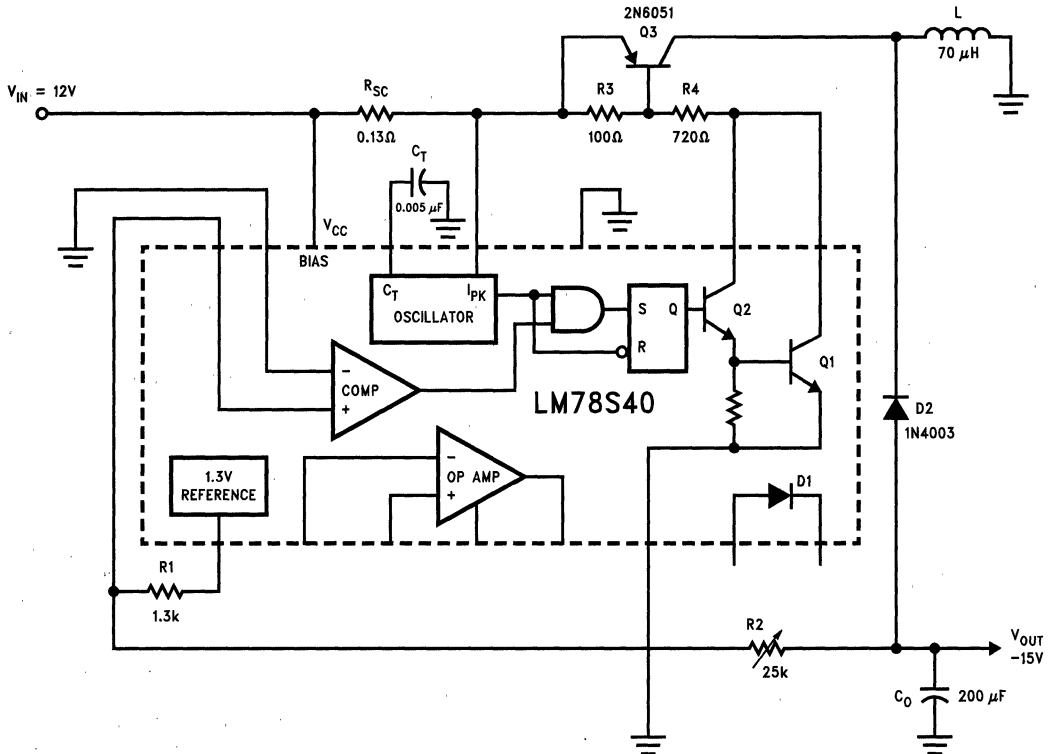 2N6051
Q3
L
70 µH
V_IN = 12V
R_SC
0.13Ω
R3
100Ω
R4
720Ω
C_T
0.005 µF
V_CC
BIAS
C_T
I_PK
OSCILLATOR
S
Q
R
Q2
Q1
−
COMP
+
LM78S40
D2
1N4003
−
OP AMP
+
1.3V
REFERENCE
D1
R1
1.3k
R2
25k
V_OUT
−15V
C_O
200 µF